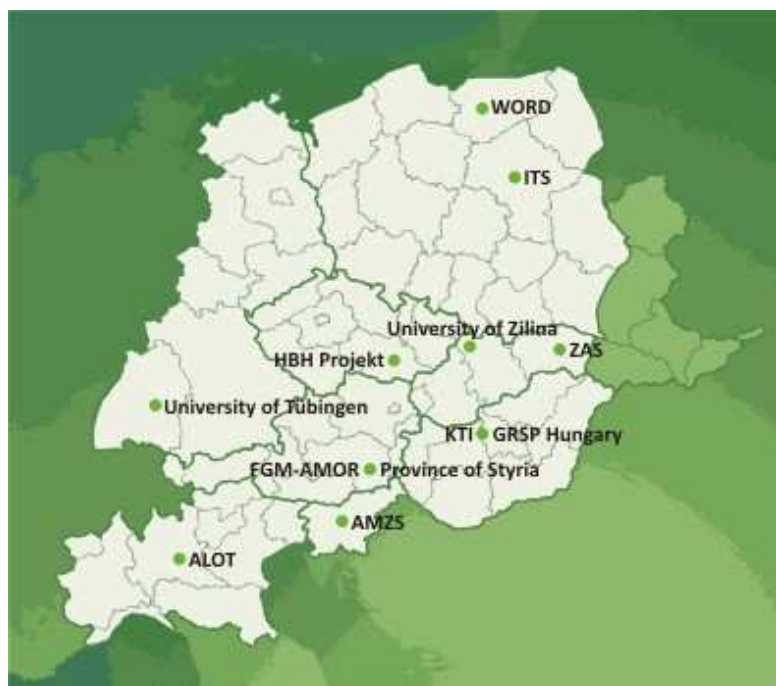 WORD
ITS
University of Zilina
HBH Projekt
ZAS
University of Tübingen
KTI GRSP Hungary
FGM-AMOR Province of Styria
AMZS
ALOT